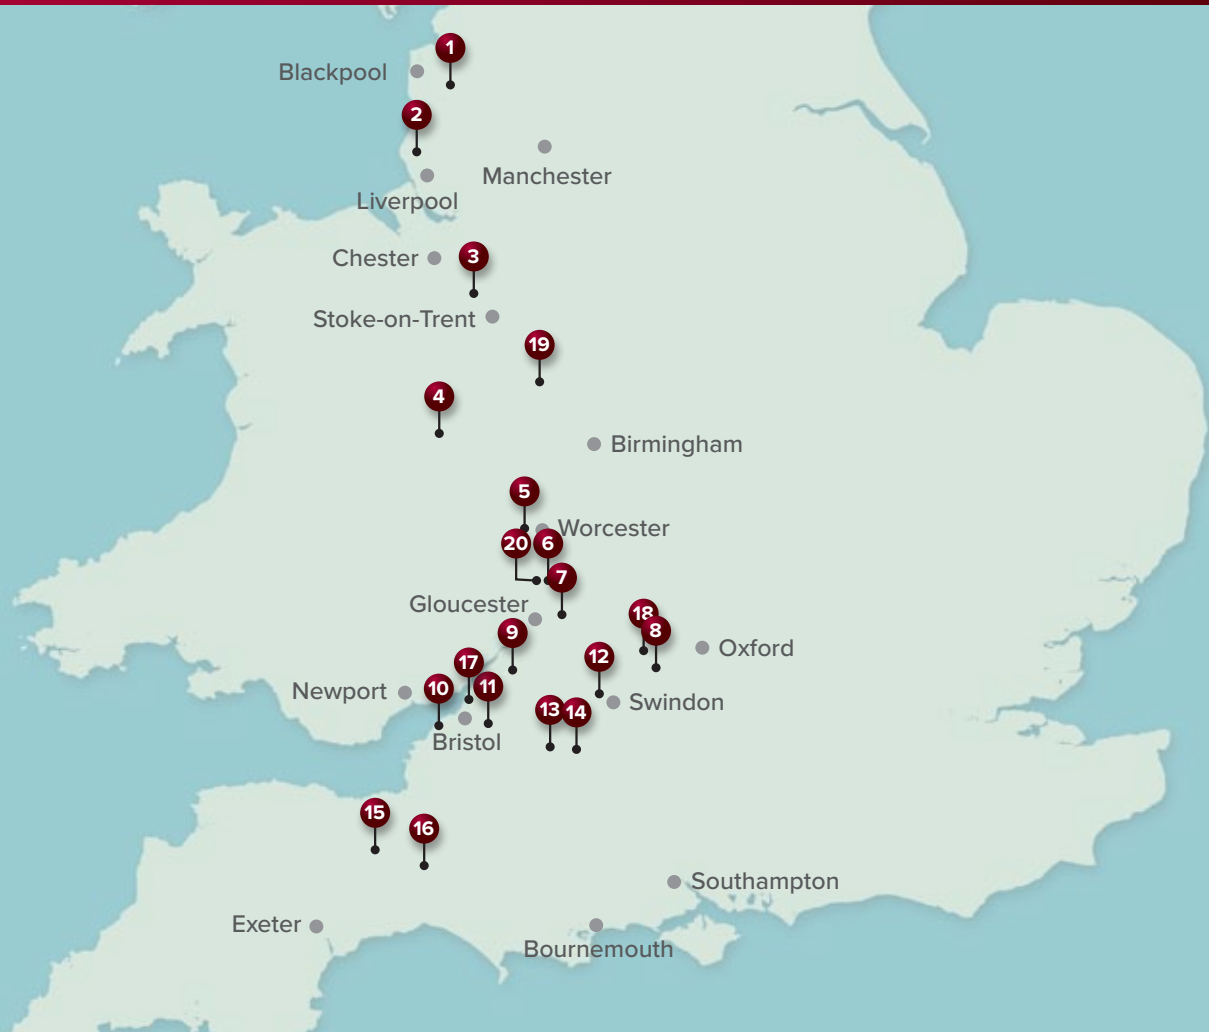 1
Blackpool
2
Manchester
Liverpool
Chester
3
Stoke-on-Trent
19
4
Birmingham
5
Worcester
20
6
7
Gloucester
18
9
8
Oxford
12
17
Newport
10
11
Swindon
13
14
Bristol
15
16
Southampton
Exeter
Bournemouth